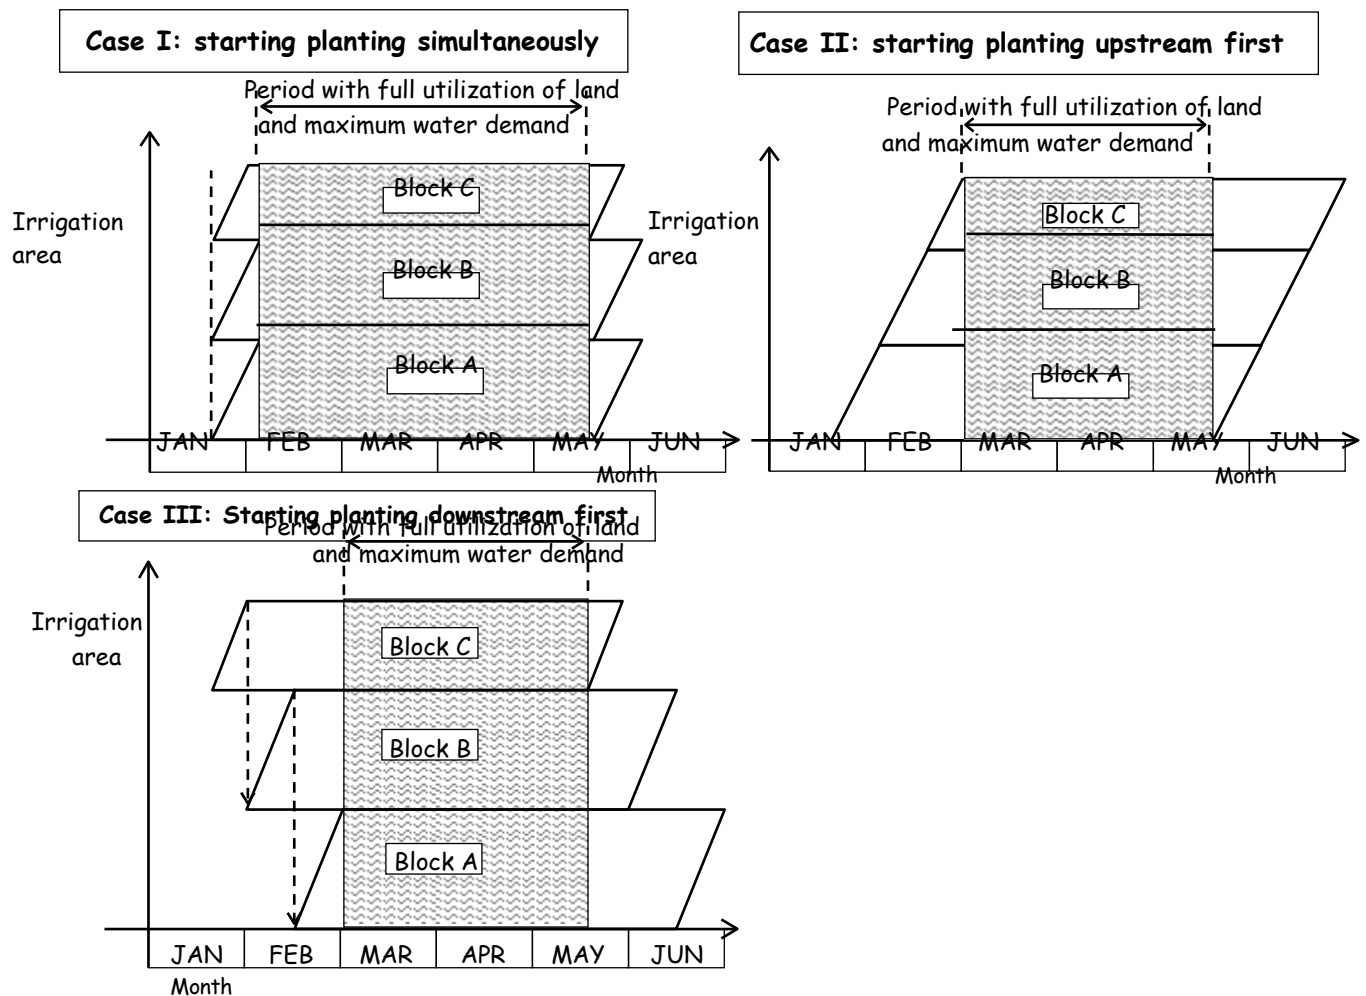 Case I: starting planting simultaneously
Period with full utilization of land
and maximum water demand
Irrigation
area
Block C
Block B
Block A
JAN FEB MAR APR MAY JUN
Month
Case II: starting planting upstream first
Period with full utilization of land
and maximum water demand
Irrigation
area
Block C
Block B
Block A
JAN FEB MAR APR MAY JUN
Month
Case III: Starting planting downstream first
Period with full utilization of land
and maximum water demand
Irrigation
area
Block C
Block B
Block A
JAN FEB MAR APR MAY JUN
Month